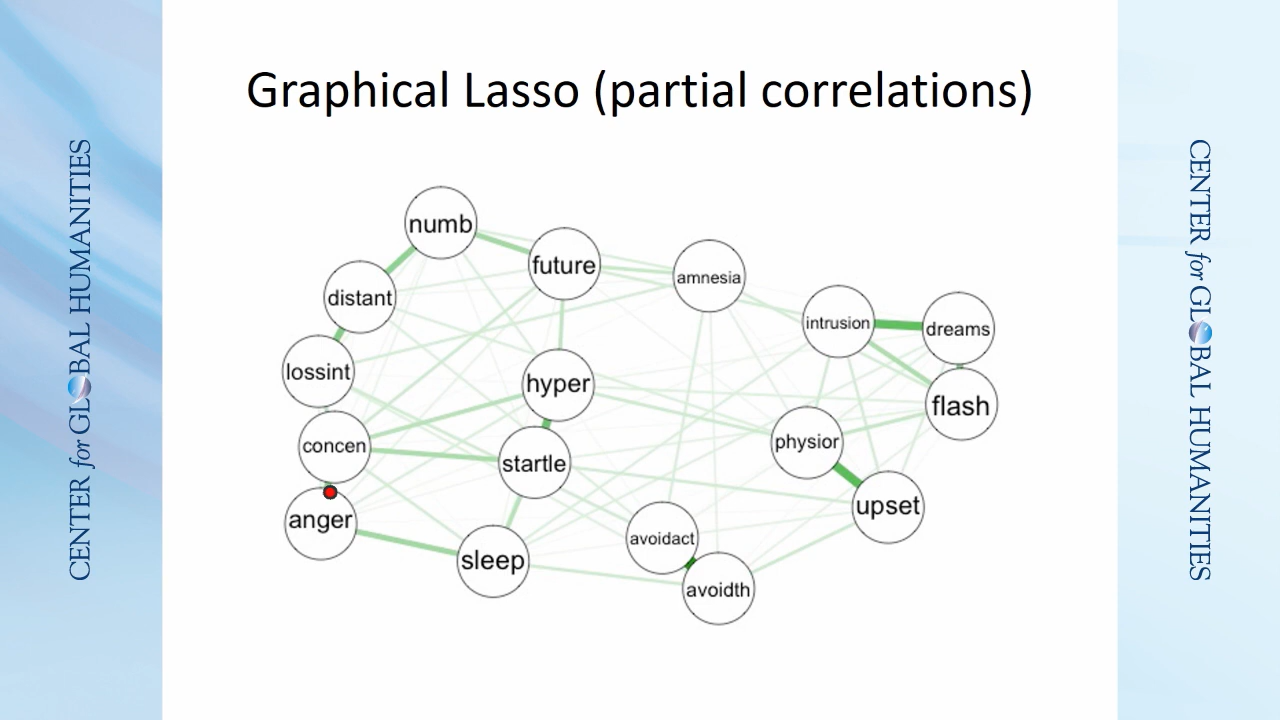 Graphical Lasso (partial correlations)
numb
future
amnesia
distant
intrusion
dreams
lossint
hyper
flash
concen
startle
physior
anger
upset
sleep
avoidact
avoidth
CENTER for GLOBAL HUMANITIES
CENTER for GLOBAL HUMANITIES